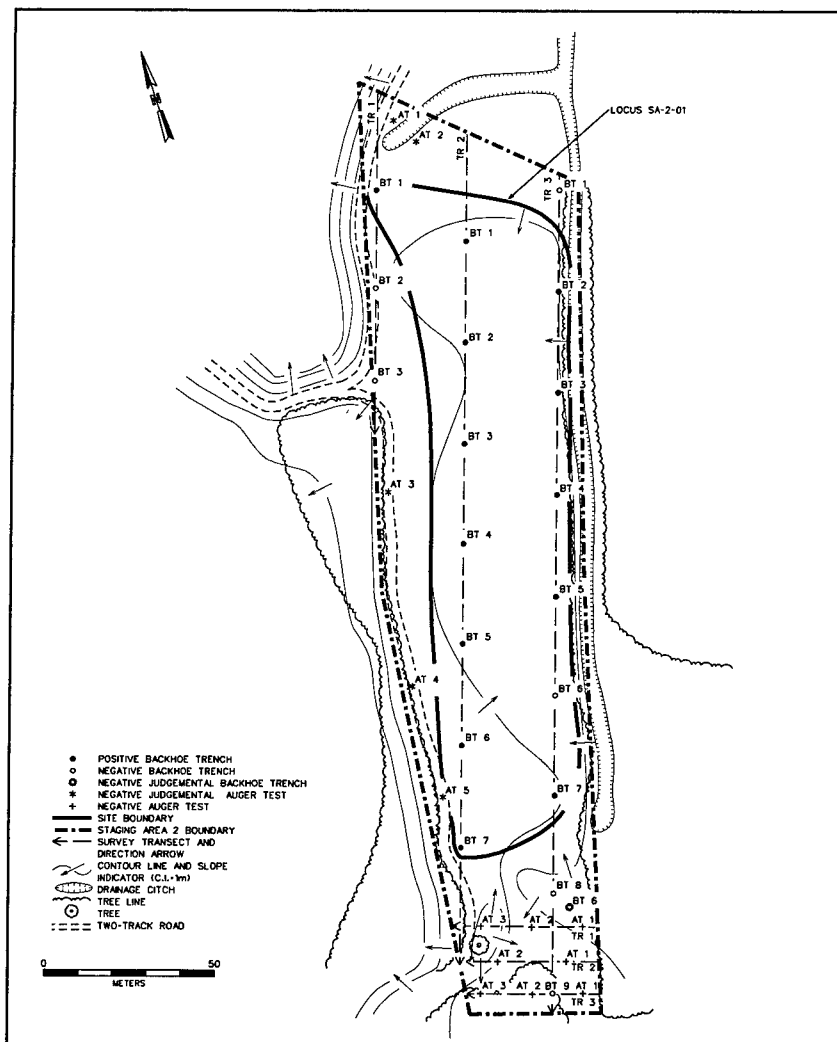 N
TR 1
AT 1
AT 2
TR 2
LOCUS SA-2-01
TR 3
BT 1
BT 1
BT 1
BT 2
BT 2
BT 2
BT 3
BT 3
BT 3
AT 3
BT 4
BT 4
BT 5
BT 5
AT 4
BT 6
BT 6
AT 5
BT 7
BT 7
BT 8
BT 6
AT 3
AT 2
AT 1
TR 1
AT 2
AT 1
TR 2
AT 3
AT 2
BT 9
AT 1
TR 3
POSITIVE BACKHOE TRENCH
NEGATIVE BACKHOE TRENCH
NEGATIVE JUDGEMENTAL BACKHOE TRENCH
NEGATIVE JUDGEMENTAL AUGER TEST
NEGATIVE AUGER TEST
SITE BOUNDARY
STAGING AREA 2 BOUNDARY
SURVEY TRANSECT AND
DIRECTION ARROW
CONTOUR LINE AND SLOPE
INDICATOR (C.I.=1m)
DRAINAGE CITCH
TREE LINE
TREE
TWO-TRACK ROAD
0 50
METERS